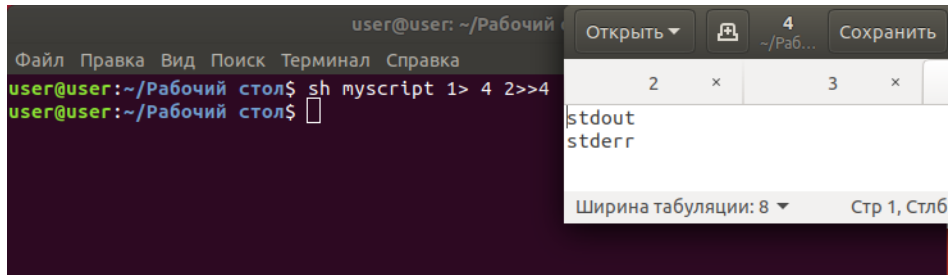 user@user: ~/Рабочий с
Файл Правка Вид Поиск Терминал Справка
user@user:~/Рабочий стол$ sh myscript 1> 4 2>>4
user@user:~/Рабочий стол$
Открыть
4
~/Раб...
Сохранить
2 ×
3 ×
stdout
stderr
Ширина табуляции: 8
Стр 1, Стлб